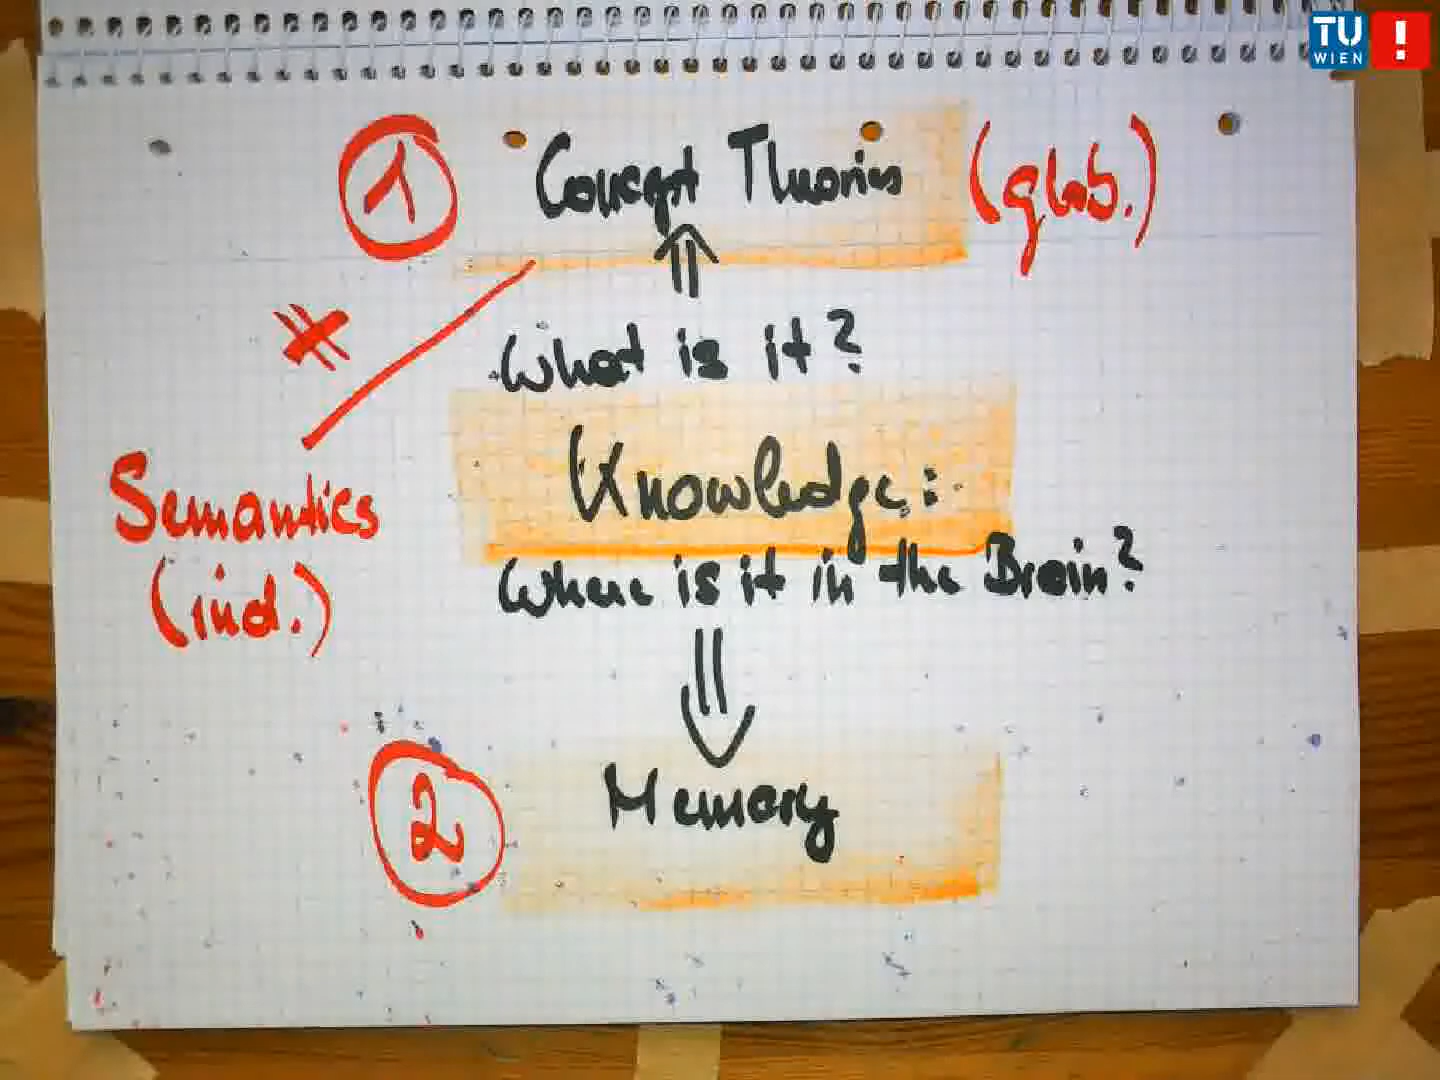 TU
WIEN
!
1
Concept Theories (glob.)
What is it?
Knowledge:
Semantics
(ind.)
Where is it in the Brain?
2
Memory